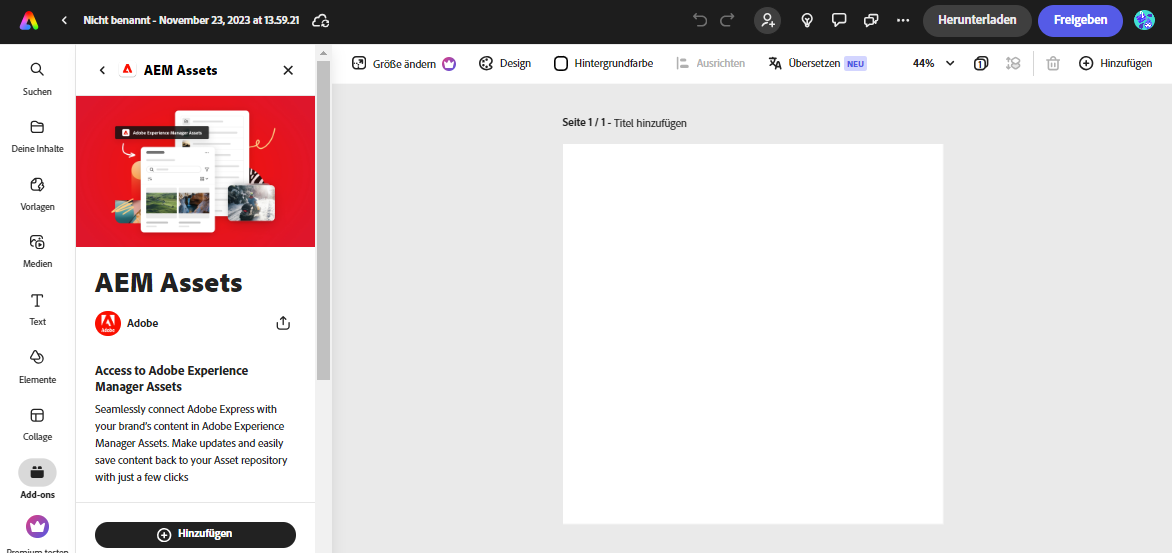 Nicht benannt - November 23, 2023 at 13.59.21
Herunterladen
Freigeben
Suchen
Deine Inhalte
Vorlagen
Medien
Text
Elemente
Collage
Add-ons
Premium testen
AEM Assets
Adobe Experience Manager Assets
AEM Assets
Adobe
Adobe
Access to Adobe Experience
Manager Assets
Seamlessly connect Adobe Express with
your brand's content in Adobe Experience
Manager Assets. Make updates and easily
save content back to your Asset repository
with just a few clicks
Hinzufügen
Größe ändern
Design
Hintergrundfarbe
Ausrichten
Übersetzen NEU
44%
1
Hinzufügen
Seite 1 / 1 - Titel hinzufügen